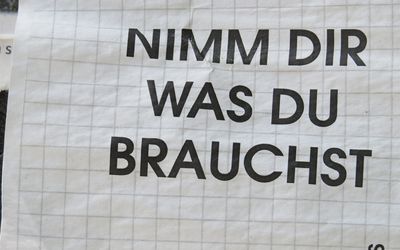 NIMM DIR
WAS DU
BRAUCHST